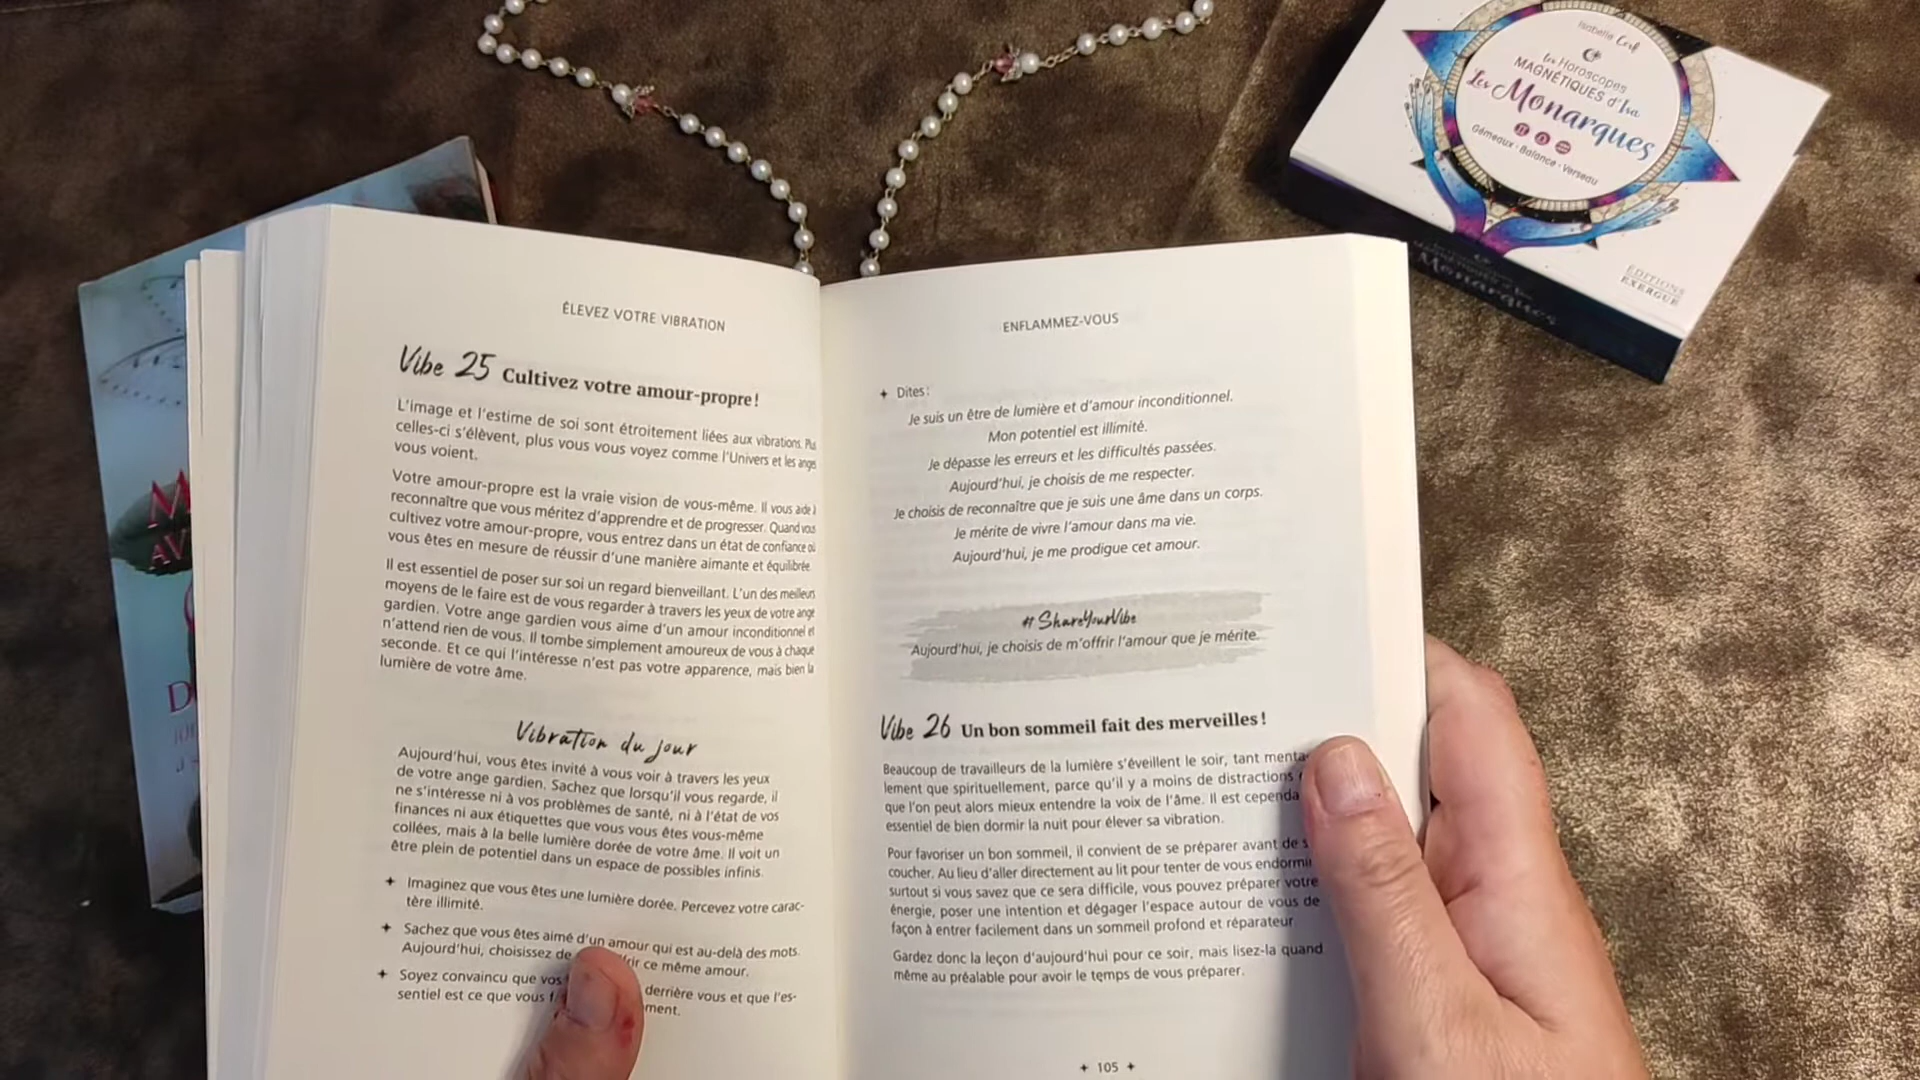 ÉLEVEZ VOTRE VIBRATION
Vibe 25 Cultivez votre amour-propre !
L'image et l'estime de soi sont étroitement liées aux vibrations. Plus
celles-ci s'élèvent, plus vous vous voyez comme l'Univers et les anges
vous voient.
Votre amour-propre est la vraie vision de vous-même. Il vous aide à
reconnaître que vous méritez d'apprendre et de progresser. Quand vous
cultivez votre amour-propre, vous entrez dans un état de confiance où
vous êtes en mesure de réussir d'une manière aimante et équilibrée.
Il est essentiel de poser sur soi un regard bienveillant. L'un des meilleurs
moyens de le faire est de vous regarder à travers les yeux de votre ange
gardien. Votre ange gardien vous aime d'un amour inconditionnel et
n'attend rien de vous. Il tombe simplement amoureux de vous à chaque
seconde. Et ce qui l'intéresse n'est pas votre apparence, mais bien la
lumière de votre âme.
Vibration du jour
Aujourd'hui, vous êtes invité à vous voir à travers les yeux
de votre ange gardien. Sachez que lorsqu'il vous regarde, il
ne s'intéresse ni à vos problèmes de santé, ni à l'état de vos
finances ni aux étiquettes que vous vous êtes vous-même
collées, mais à la belle lumière dorée de votre âme. Il voit un
être plein de potentiel dans un espace de possibles infinis.
✦ Imaginez que vous êtes une lumière dorée. Percevez votre carac-
tère illimité.
✦ Sachez que vous êtes aimé d'un amour qui est au-delà des mots.
Aujourd'hui, choisissez de frir ce même amour.
✦ Soyez convaincu que vos derrière vous et que l'es-
sentiel est ce que vous f ment.
ENFLAMMEZ-VOUS
✦ Dites :
Je suis un être de lumière et d'amour inconditionnel.
Mon potentiel est illimité.
Je dépasse les erreurs et les difficultés passées.
Aujourd'hui, je choisis de me respecter.
Je choisis de reconnaître que je suis une âme dans un corps.
Je mérite de vivre l'amour dans ma vie.
Aujourd'hui, je me prodigue cet amour.
#ShareYourVibe
Aujourd'hui, je choisis de m'offrir l'amour que je mérite.
Vibe 26 Un bon sommeil fait des merveilles !
Beaucoup de travailleurs de la lumière s'éveillent le soir, tant menta-
lement que spirituellement, parce qu'il y a moins de distractions
que l'on peut alors mieux entendre la voix de l'âme. Il est cependa
essentiel de bien dormir la nuit pour élever sa vibration.
Pour favoriser un bon sommeil, il convient de se préparer avant de s
coucher. Au lieu d'aller directement au lit pour tenter de vous endormir
surtout si vous savez que ce sera difficile, vous pouvez préparer votre
énergie, poser une intention et dégager l'espace autour de vous de
façon à entrer facilement dans un sommeil profond et réparateur.
Gardez donc la leçon d'aujourd'hui pour ce soir, mais lisez-la quand
même au préalable pour avoir le temps de vous préparer.
✦ 105 ✦
Isabelle Cerf
Les Horoscopes
MAGNÉTIQUES d'Isa
Les Monarques
Gémeaux · Balance · Verseau
ÉDITIONS
EXERGUE
Monarques
M
AV
D